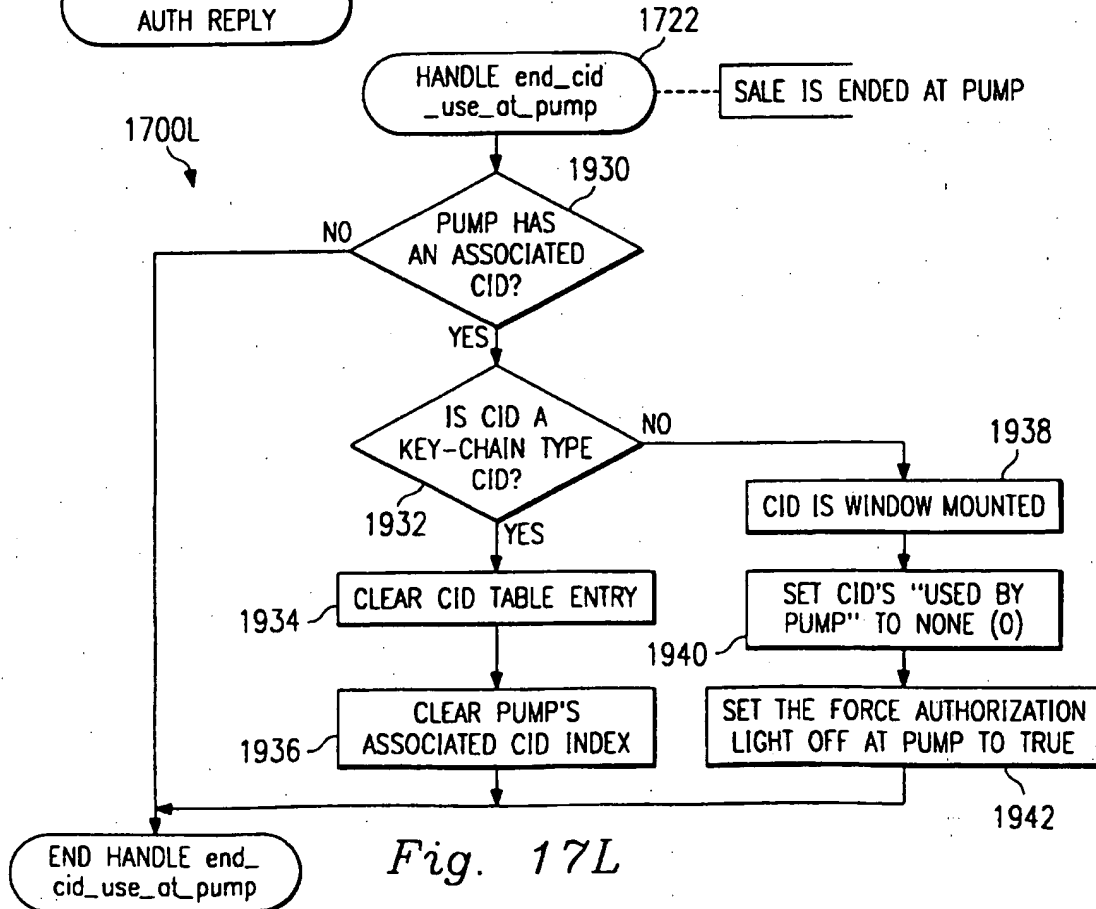 AUTH REPLY
1722
HANDLE end_cid
_use_at_pump
SALE IS ENDED AT PUMP
1700L
1930
NO
PUMP HAS
AN ASSOCIATED
CID?
YES
IS CID A
KEY-CHAIN TYPE
CID?
NO
1932
YES
1938
CID IS WINDOW MOUNTED
1934
CLEAR CID TABLE ENTRY
SET CID'S "USED BY
PUMP" TO NONE (0)
1940
1936
CLEAR PUMP'S
ASSOCIATED CID INDEX
SET THE FORCE AUTHORIZATION
LIGHT OFF AT PUMP TO TRUE
1942
END HANDLE end_
cid_use_at_pump
Fig. 17L